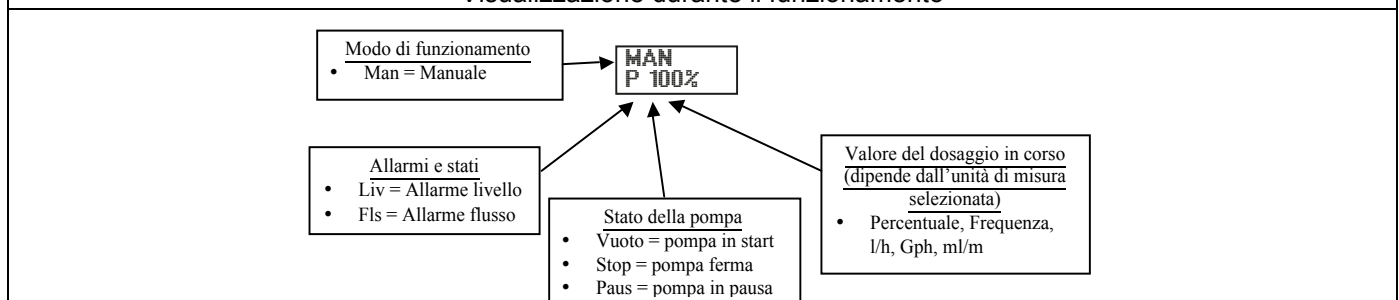 Visualizzazione durante il funzionamento
Modo di funzionamento
• Man = Manuale
MAN
P 100%
Allarmi e stati
• Liv = Allarme livello
• Fls = Allarme flusso
Stato della pompa
• Vuoto = pompa in start
• Stop = pompa ferma
• Paus = pompa in pausa
Valore del dosaggio in corso
(dipende dall'unità di misura
selezionata)
• Percentuale, Frequenza,
l/h, Gph, ml/m